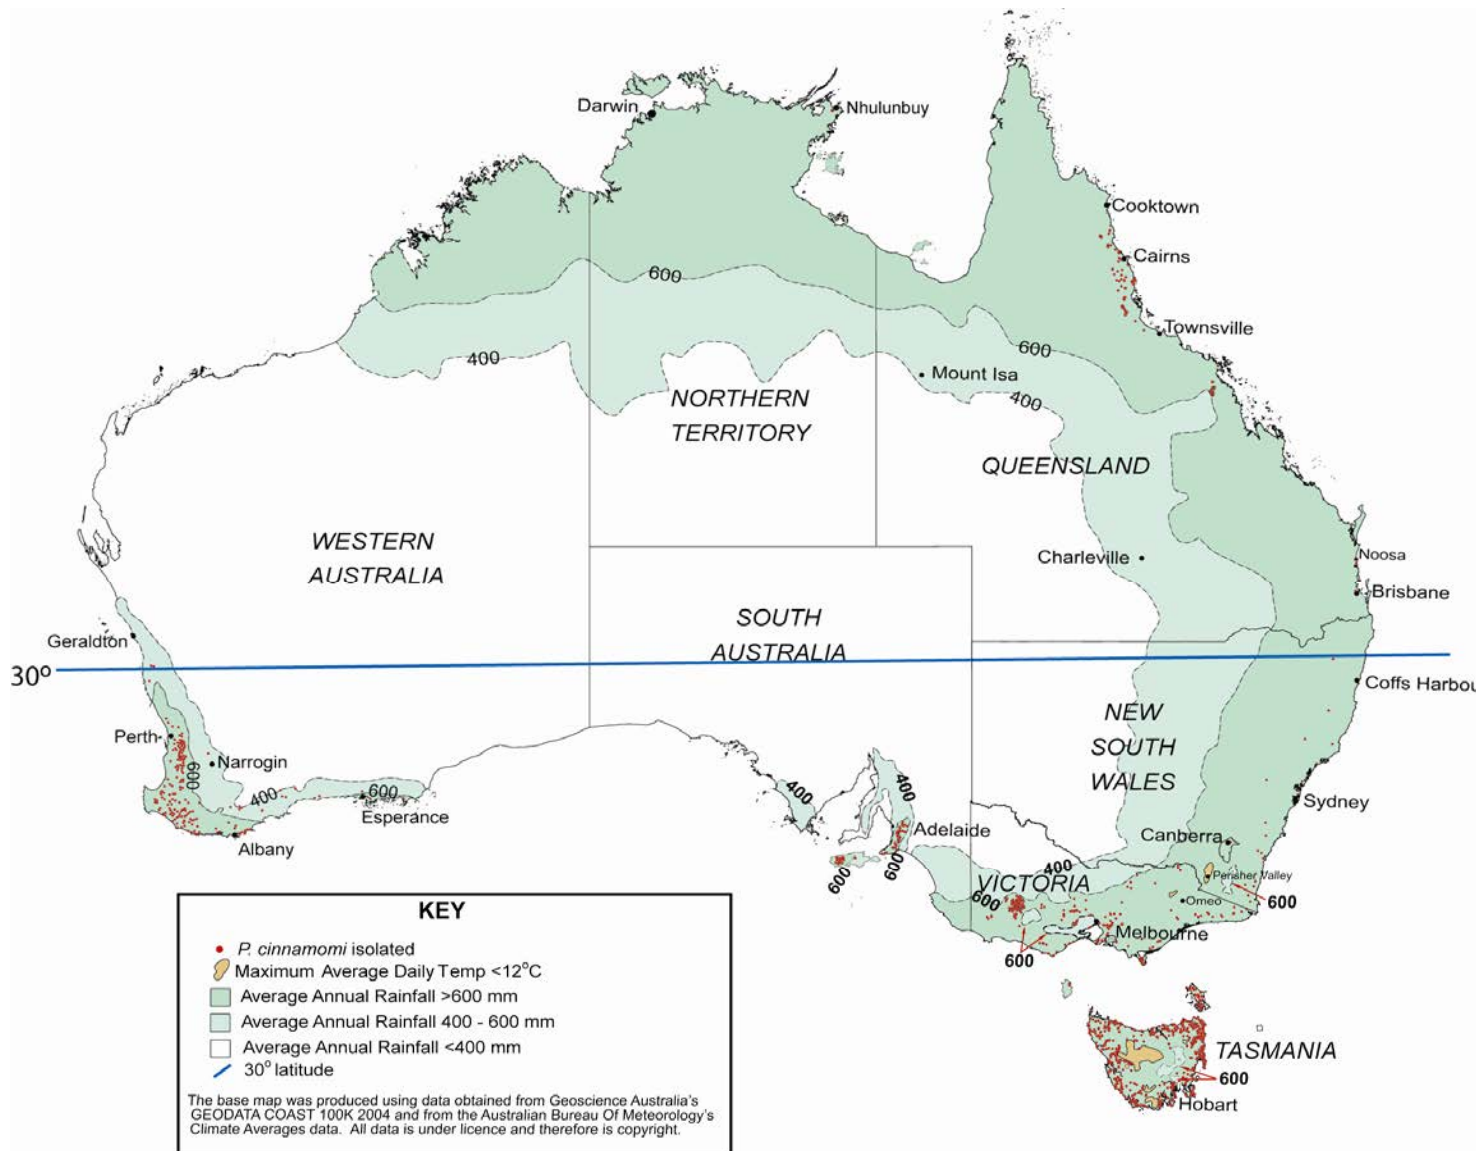 Darwin
Nhulunbuy
Cooktown
Cairns
600
Townsville
600
400
Mount Isa
NORTHERN
TERRITORY
400
QUEENSLAND
WESTERN
AUSTRALIA
Charleville
Noosa
Brisbane
SOUTH
AUSTRALIA
Geraldton
30º
Coffs Harbou
NEW
SOUTH
WALES
Perth
Narrogin
600
400
600
Esperance
Albany
400
400
Adelaide
600
600
Sydney
Canberra
400
VICTORIA
Perisher Valley
600
Omeo
600
Melbourne
600
TASMANIA
600
Hobart
KEY
P. cinnamomi isolated
Maximum Average Daily Temp <12°C
Average Annual Rainfall >600 mm
Average Annual Rainfall 400 - 600 mm
Average Annual Rainfall <400 mm
30° latitude
The base map was produced using data obtained from Geoscience Australia's
GEODATA COAST 100K 2004 and from the Australian Bureau Of Meteorology's
Climate Averages data. All data is under licence and therefore is copyright.